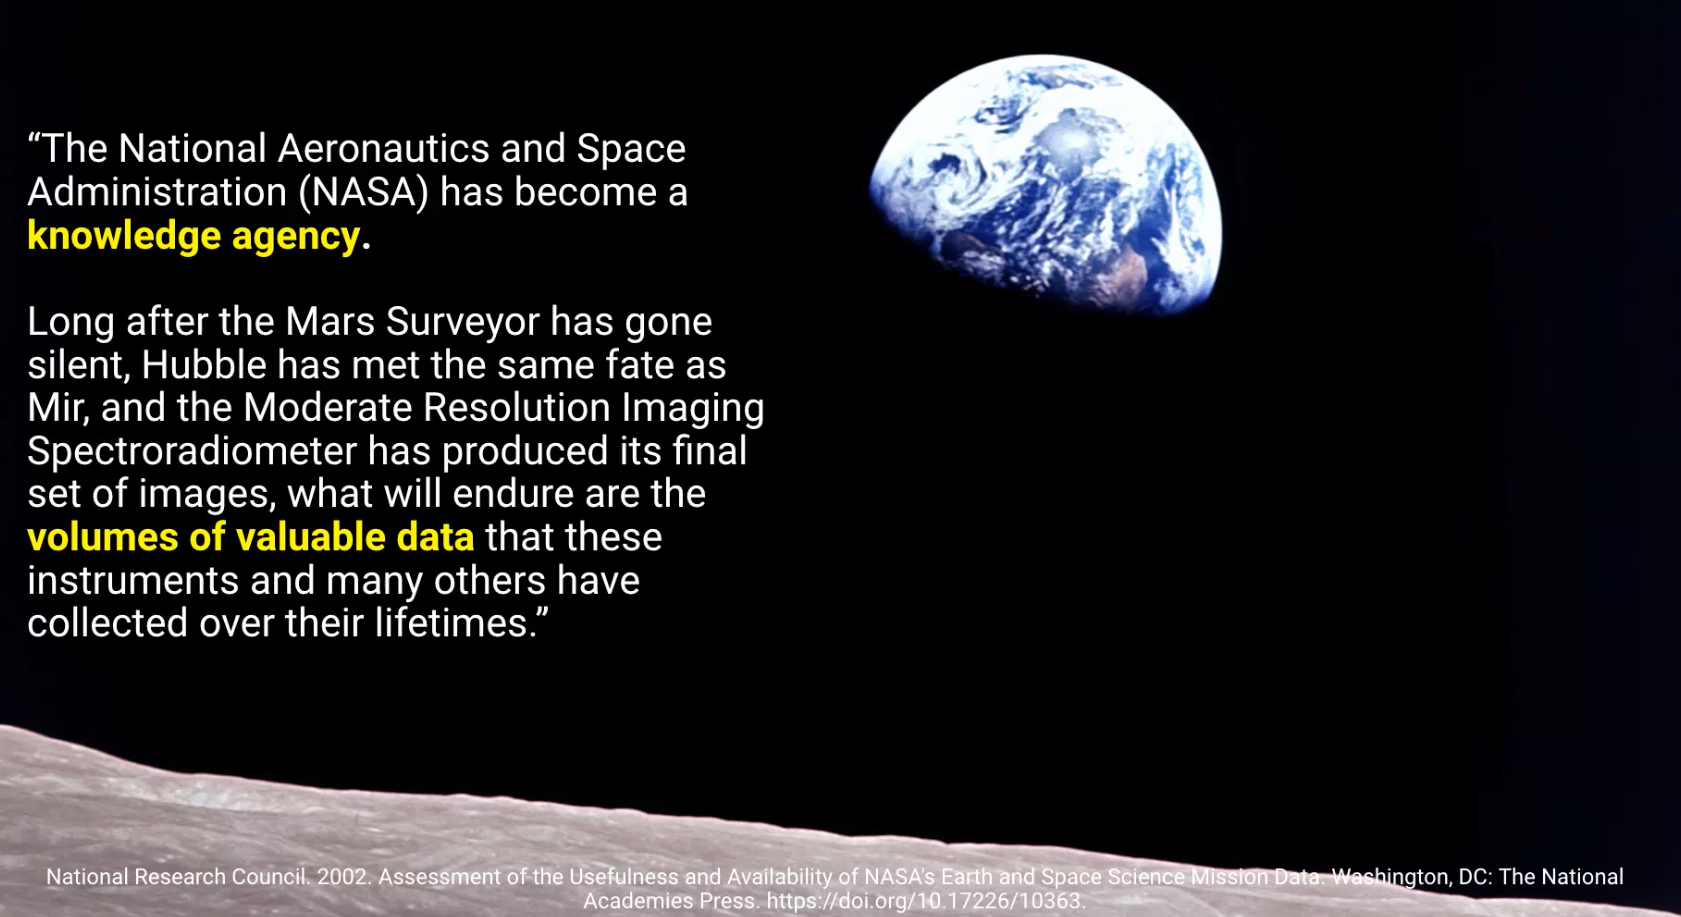 “The National Aeronautics and Space
Administration (NASA) has become a
knowledge agency.
Long after the Mars Surveyor has gone
silent, Hubble has met the same fate as
Mir, and the Moderate Resolution Imaging
Spectroradiometer has produced its final
set of images, what will endure are the
volumes of valuable data that these
instruments and many others have
collected over their lifetimes.”
National Research Council. 2002. Assessment of the Usefulness and Availability of NASA's Earth and Space Science Mission Data. Washington, DC: The National
Academies Press. https://doi.org/10.17226/10363.